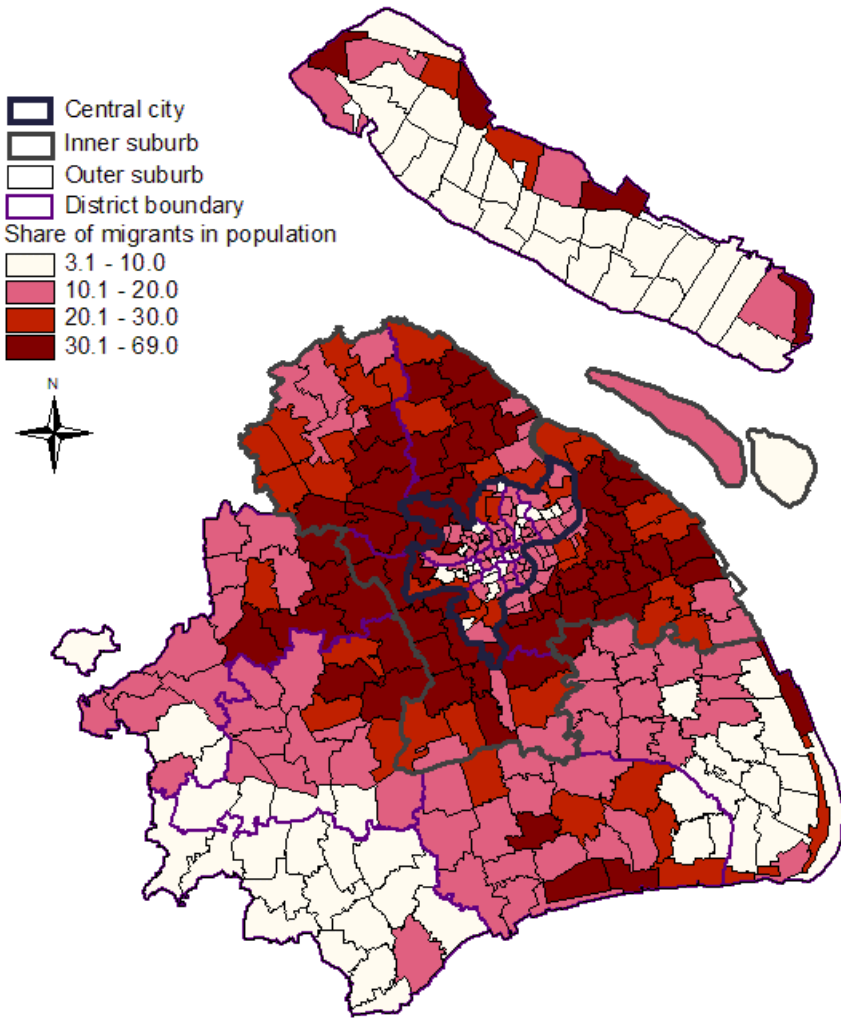 Central city
Inner suburb
Outer suburb
District boundary
Share of migrants in population
3.1 - 10.0
10.1 - 20.0
20.1 - 30.0
30.1 - 69.0
N